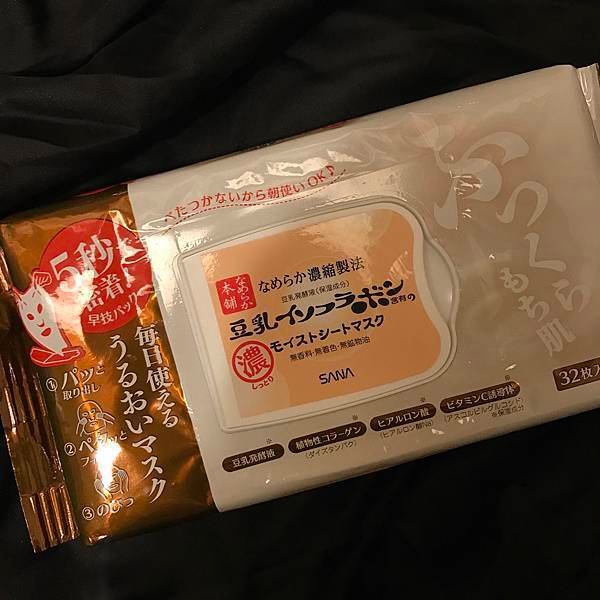 べたつかないから朝使いOK♪
5秒
密着!
早技パック
毎日使える
うるおいマスク
①パッと
取り出し
②ペタッと
③のびっ
なめらか
本舗
なめらか濃縮製法
豆乳発酵液(保湿成分)
豆乳イソフラボン含有の
濃
しっとり
モイストシートマスク
無香料・無着色・無鉱物油
SANA
ふっくら
もち肌
32枚入
豆乳発酵液※
植物性コラーゲン※
(ダイズタンパク)
ヒアルロン酸※
(ヒアルロン酸Na)
ビタミンC誘導体※
(アスコルビルグルコシド)
※保湿成分